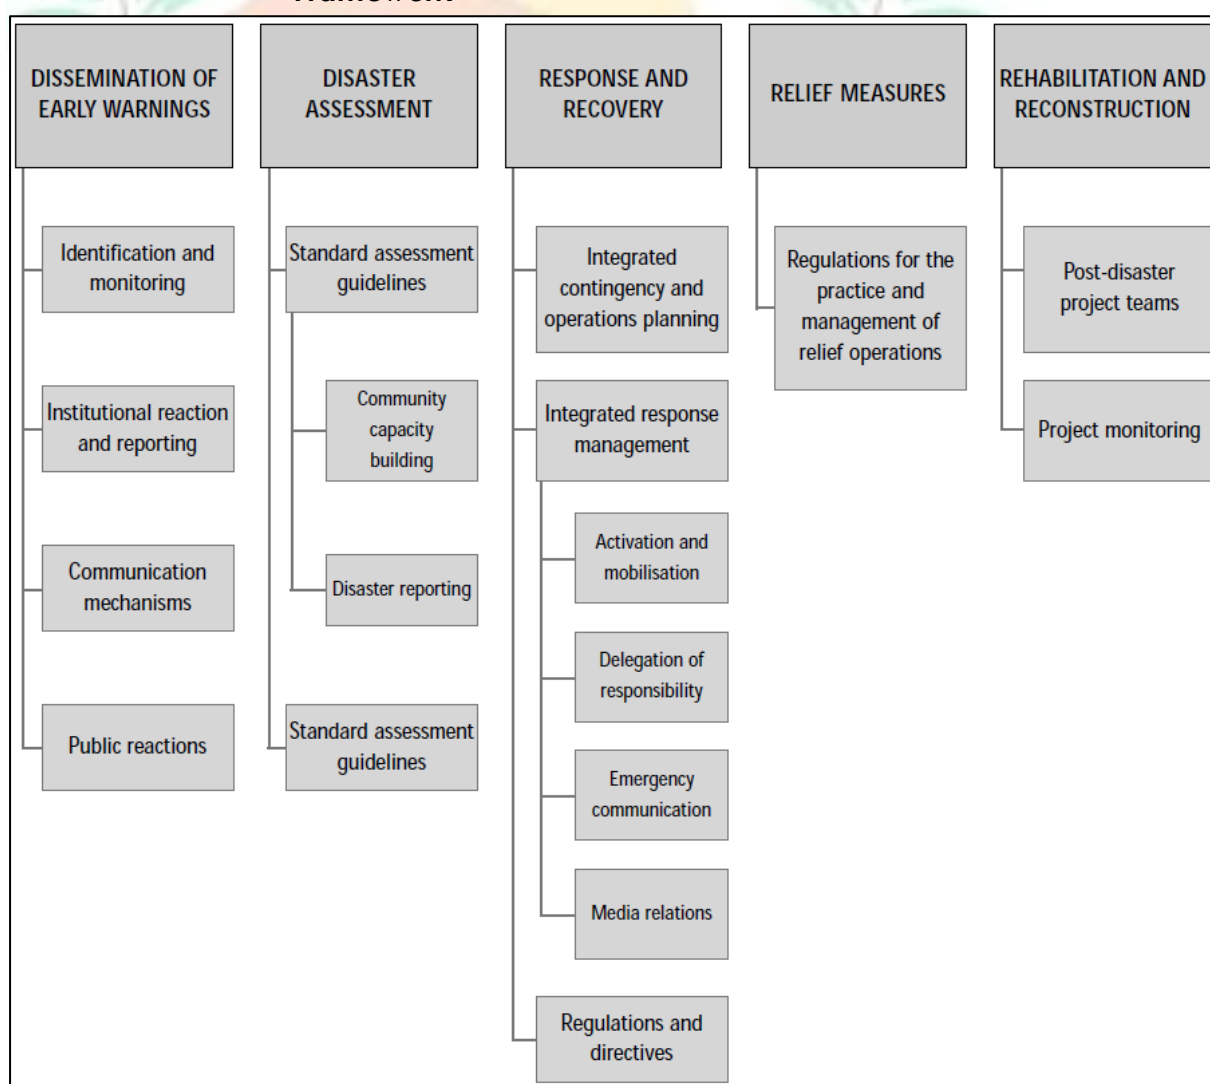 DISSEMINATION OF
EARLY WARNINGS
Identification and
monitoring
Institutional reaction
and reporting
Communication
mechanisms
Public reactions
DISASTER
ASSESSMENT
Standard assessment
guidelines
Community
capacity
building
Disaster reporting
Standard assessment
guidelines
RESPONSE AND
RECOVERY
Integrated
contingency and
operations planning
Integrated response
management
Activation and
mobilisation
Delegation of
responsibility
Emergency
communication
Media relations
Regulations and
directives
RELIEF MEASURES
Regulations for the
practice and
management of
relief operations
REHABILITATION AND
RECONSTRUCTION
Post-disaster
project teams
Project monitoring